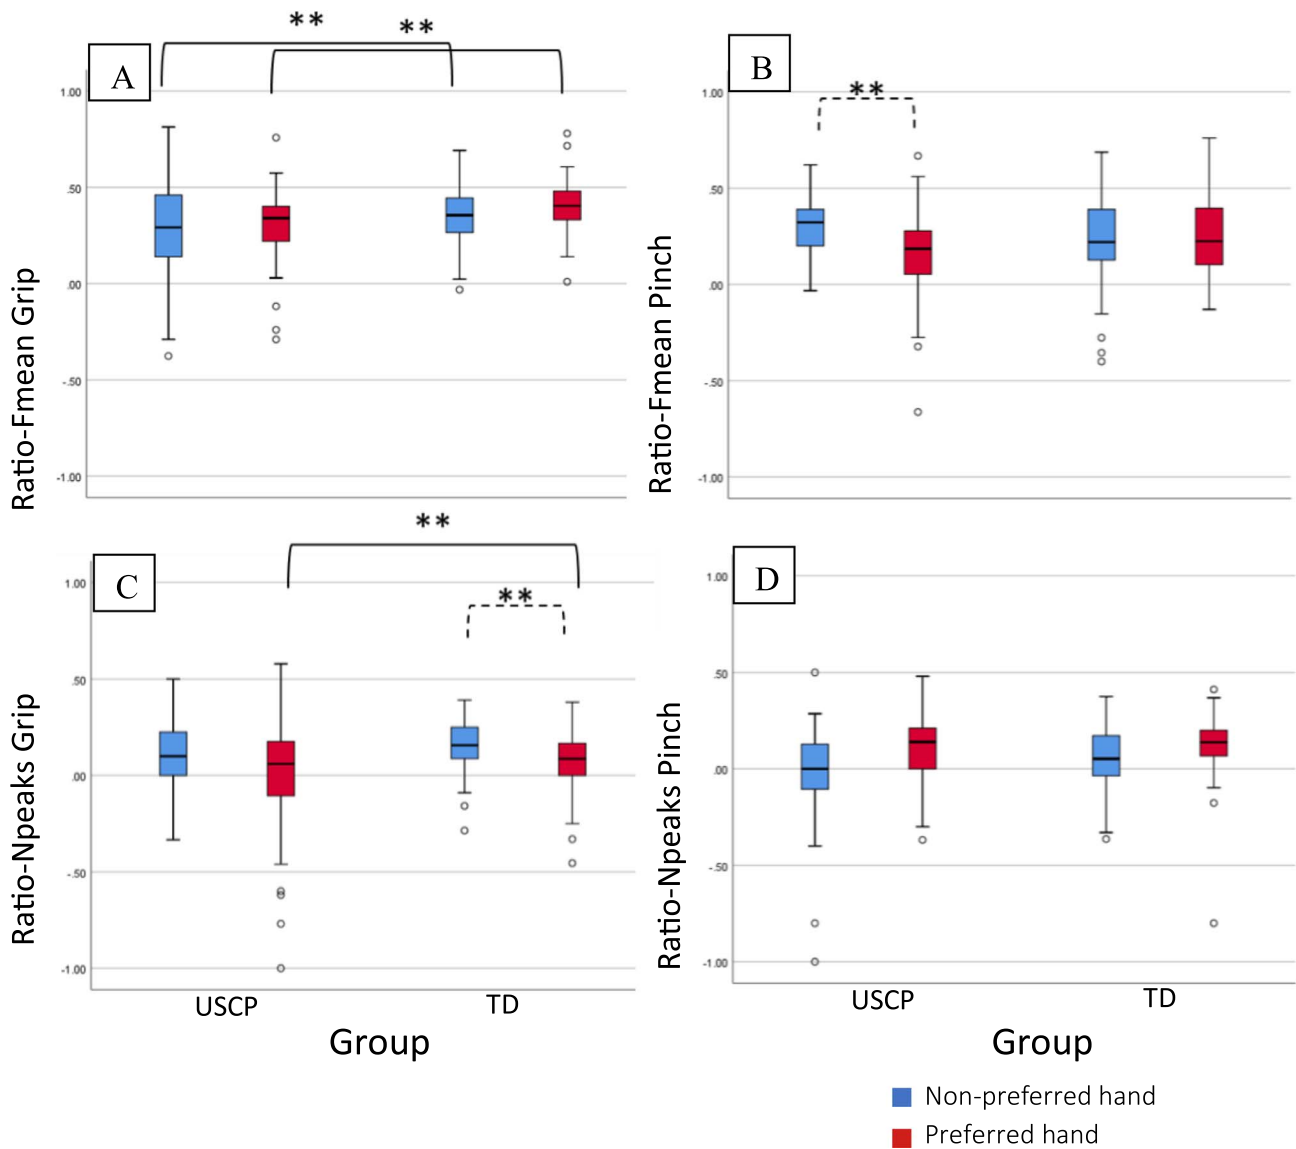 ** **
A
1.00
.50
.00
-.50
-1.00
Ratio-Fmean Grip
B
**
1.00
.50
.00
-.50
-1.00
Ratio-Fmean Pinch
**
C
**
1.00
.50
.00
-.50
-1.00
Ratio-Npeaks Grip
USCP TD
Group
D
1.00
.50
.00
-.50
-1.00
Ratio-Npeaks Pinch
USCP TD
Group
Non-preferred hand
Preferred hand